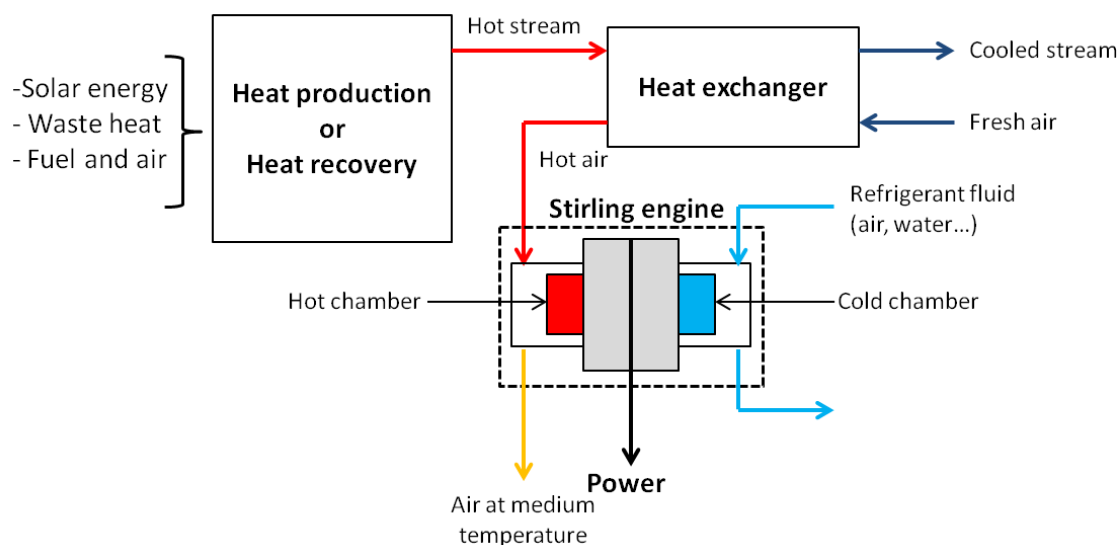 -Solar energy
- Waste heat
- Fuel and air
Heat production
or
Heat recovery
Hot stream
Heat exchanger
Cooled stream
Fresh air
Hot air
Refrigerant fluid
(air, water...)
Stirling engine
Hot chamber
Cold chamber
Power
Air at medium
temperature